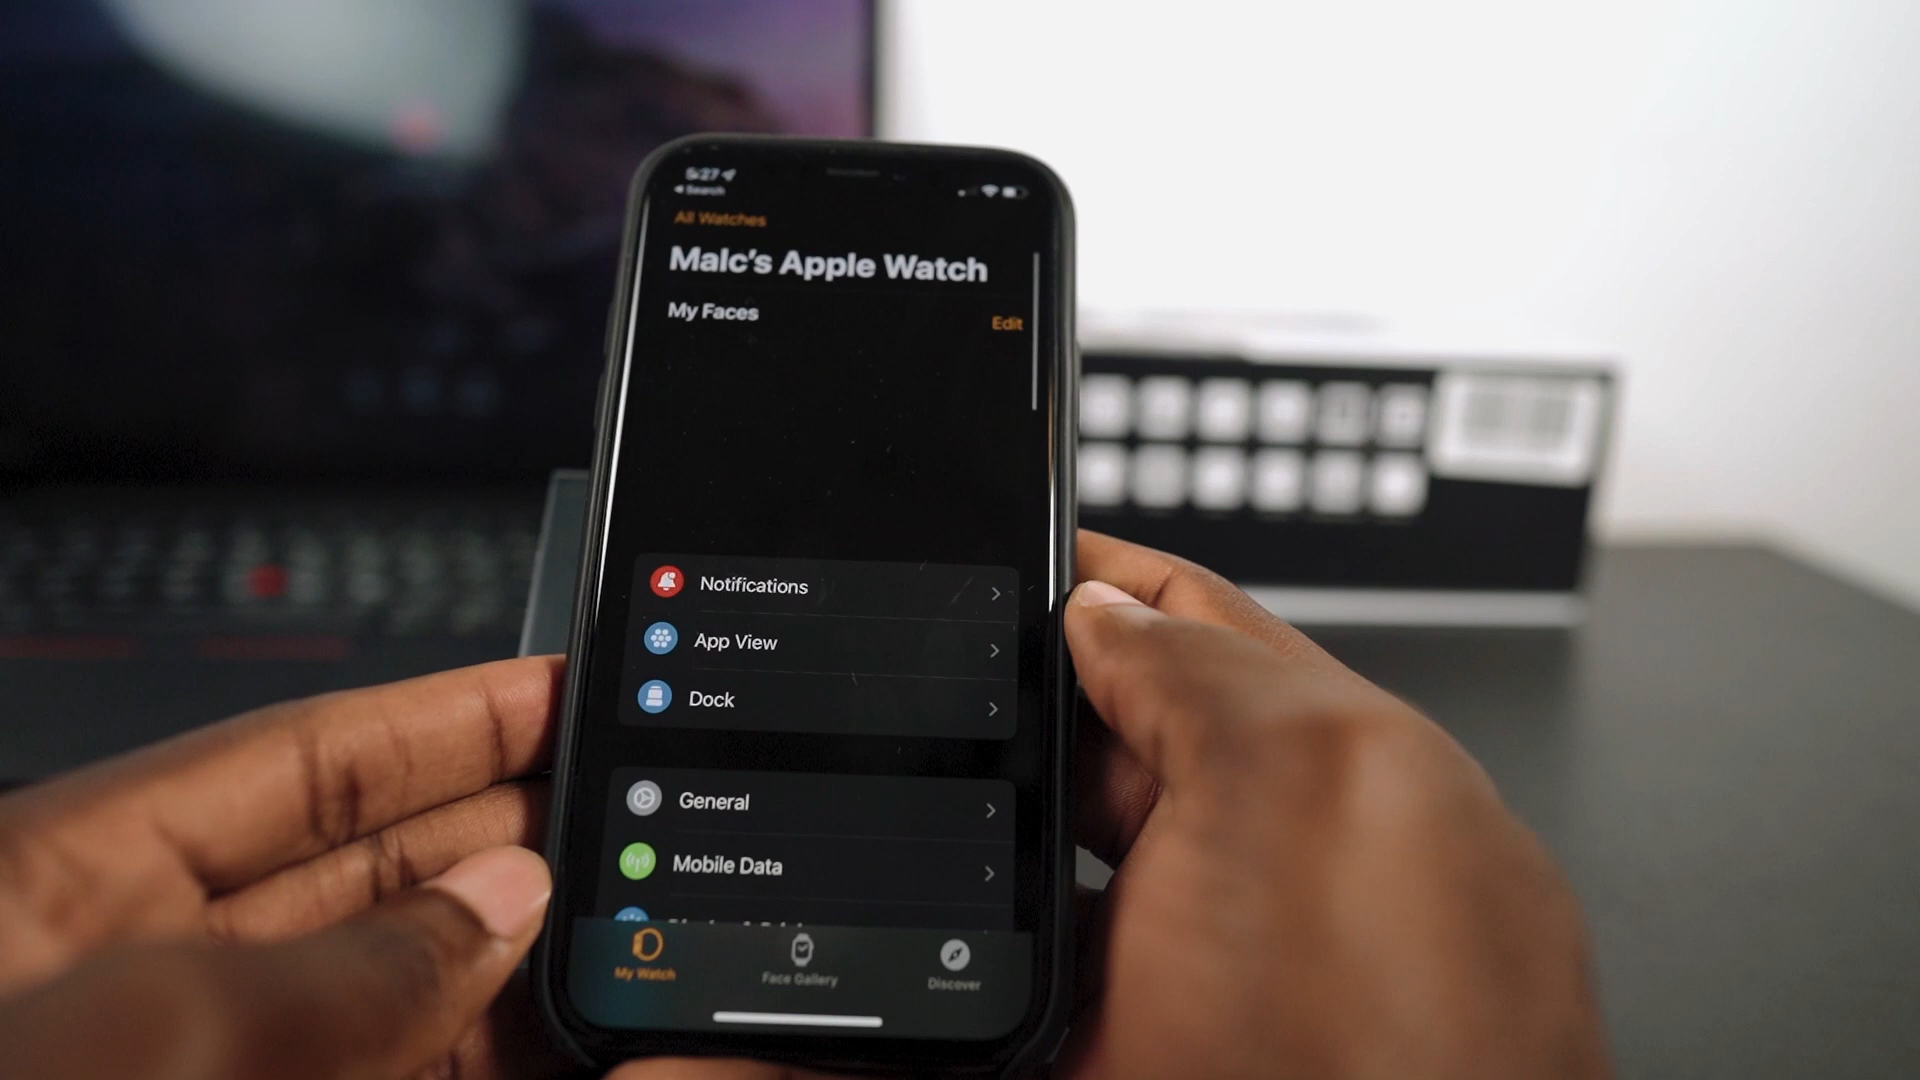 5:27
Search
All Watches
Malc's Apple Watch
My Faces
Edit
Notifications
App View
Dock
General
Mobile Data
My Watch
Face Gallery
Discover